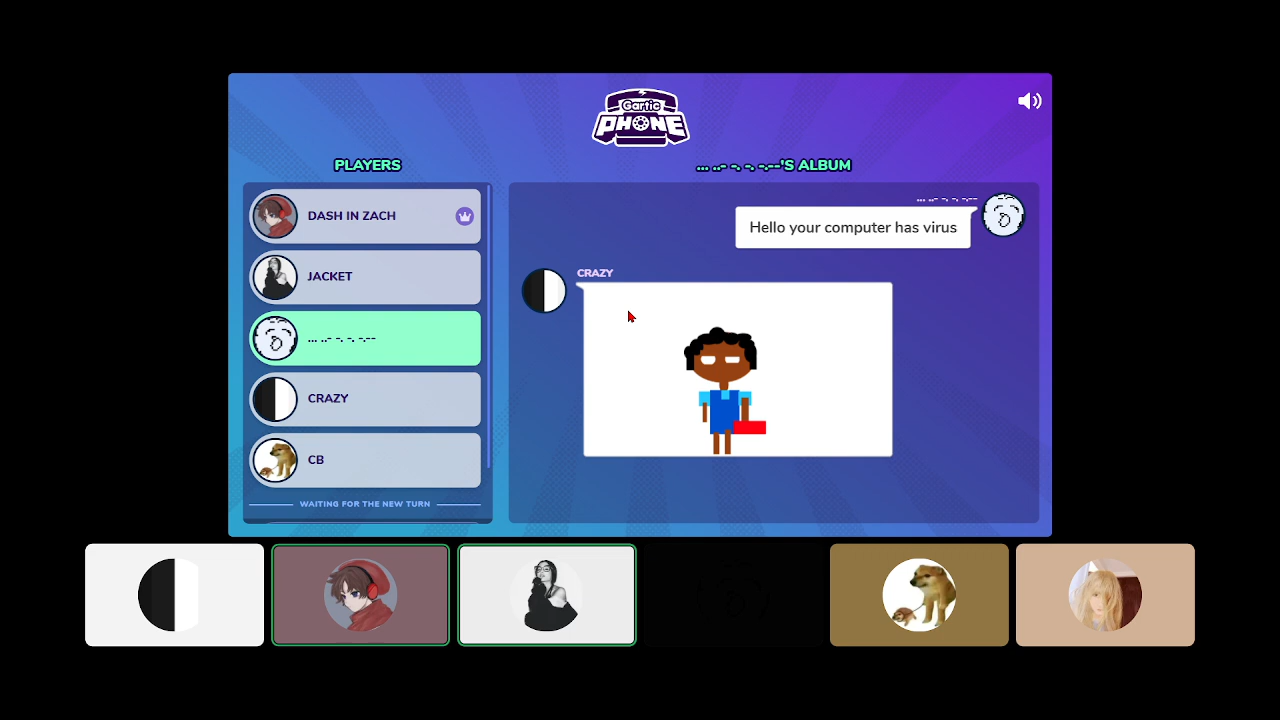 Gartic
PHONE
PLAYERS
... ..- -. -. -.--'S ALBUM
DASH IN ZACH
JACKET
... ..- -. -. -.--
CRAZY
CB
WAITING FOR THE NEW TURN
... ..- -. -. -.--
Hello your computer has virus
CRAZY